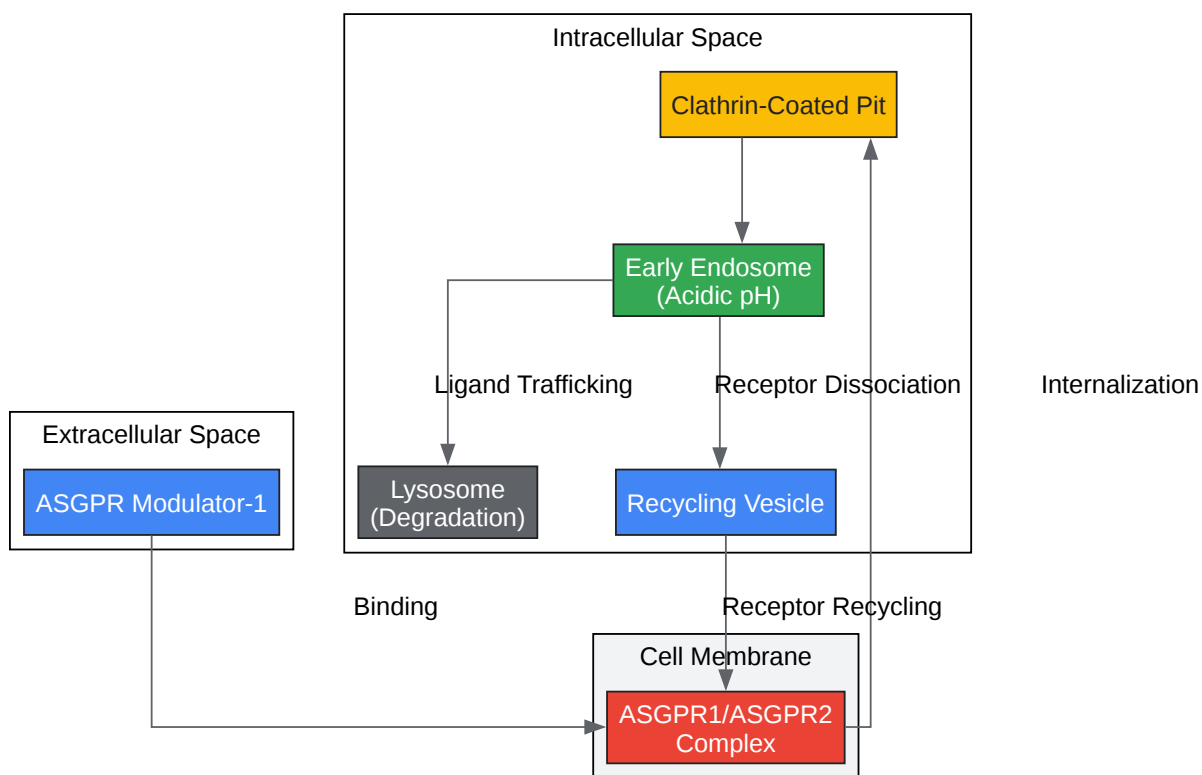 Intracellular Space
Clathrin-Coated Pit
Early Endosome
(Acidic pH)
Ligand Trafficking
Receptor Dissociation
Internalization
Extracellular Space
ASGPR Modulator-1
Lysosome
(Degradation)
Recycling Vesicle
Binding
Receptor Recycling
Cell Membrane
ASGPR1/ASGPR2
Complex